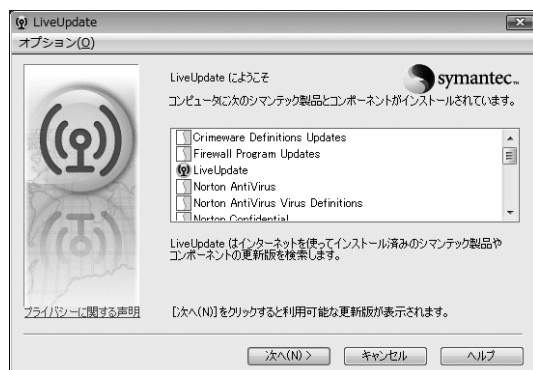 LiveUpdate
オプション(O)
LiveUpdate にようこそ
symantec™
コンピュータに次のシマンテック製品とコンポーネントがインストールされています。
Crimeware Definitions Updates
Firewall Program Updates
LiveUpdate
Norton AntiVirus
Norton AntiVirus Virus Definitions
Norton Confidential
LiveUpdate はインターネットを使ってインストール済みのシマンテック製品や
コンポーネントの更新版を検索します。
プライバシーに関する声明
[次へ(N)]をクリックすると利用可能な更新版が表示されます。
次へ(N) >
キャンセル
ヘルプ